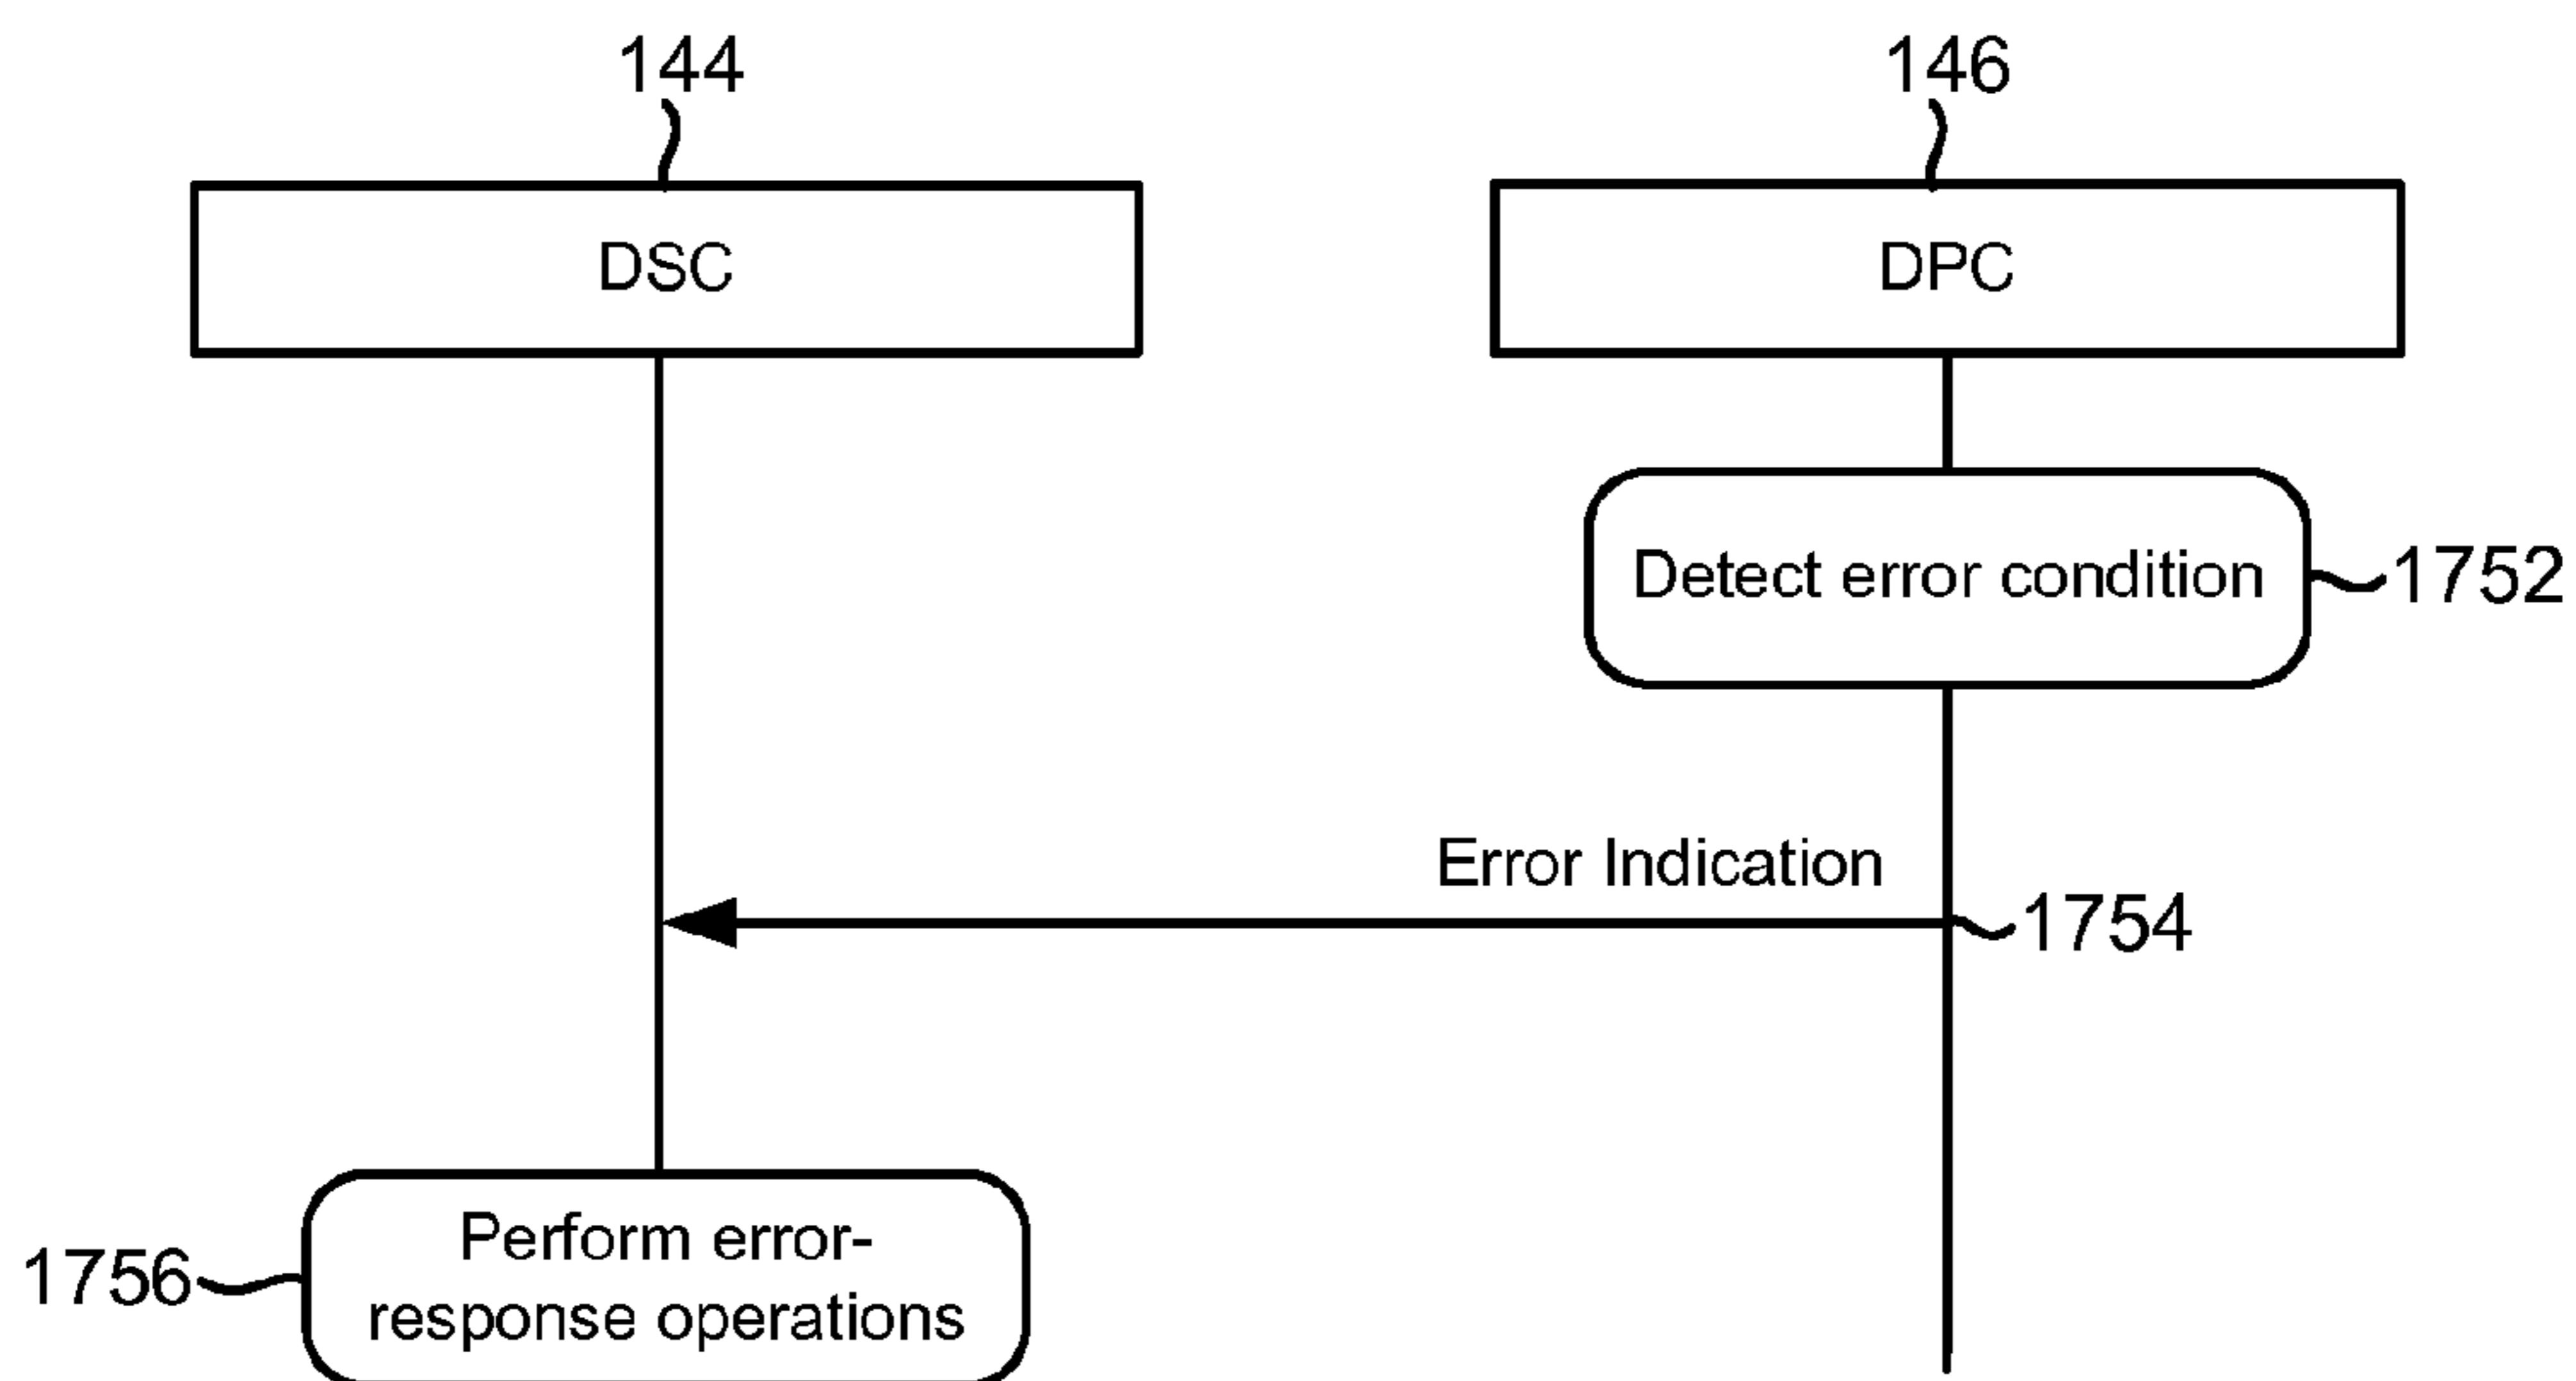 144
146
DSC
DPC
Detect error condition
1752
Error Indication
1754
Perform error-
1756
response operations